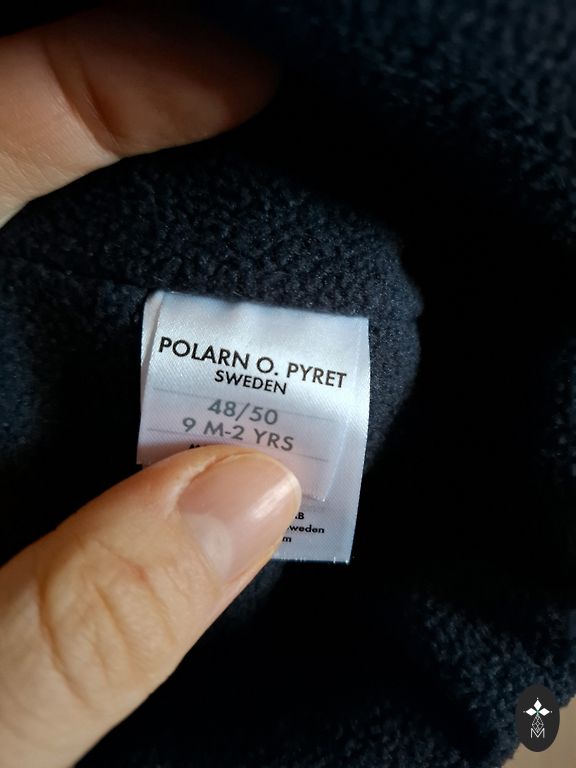 POLARN O. PYRET
SWEDEN
48/50
9 M-2 YRS